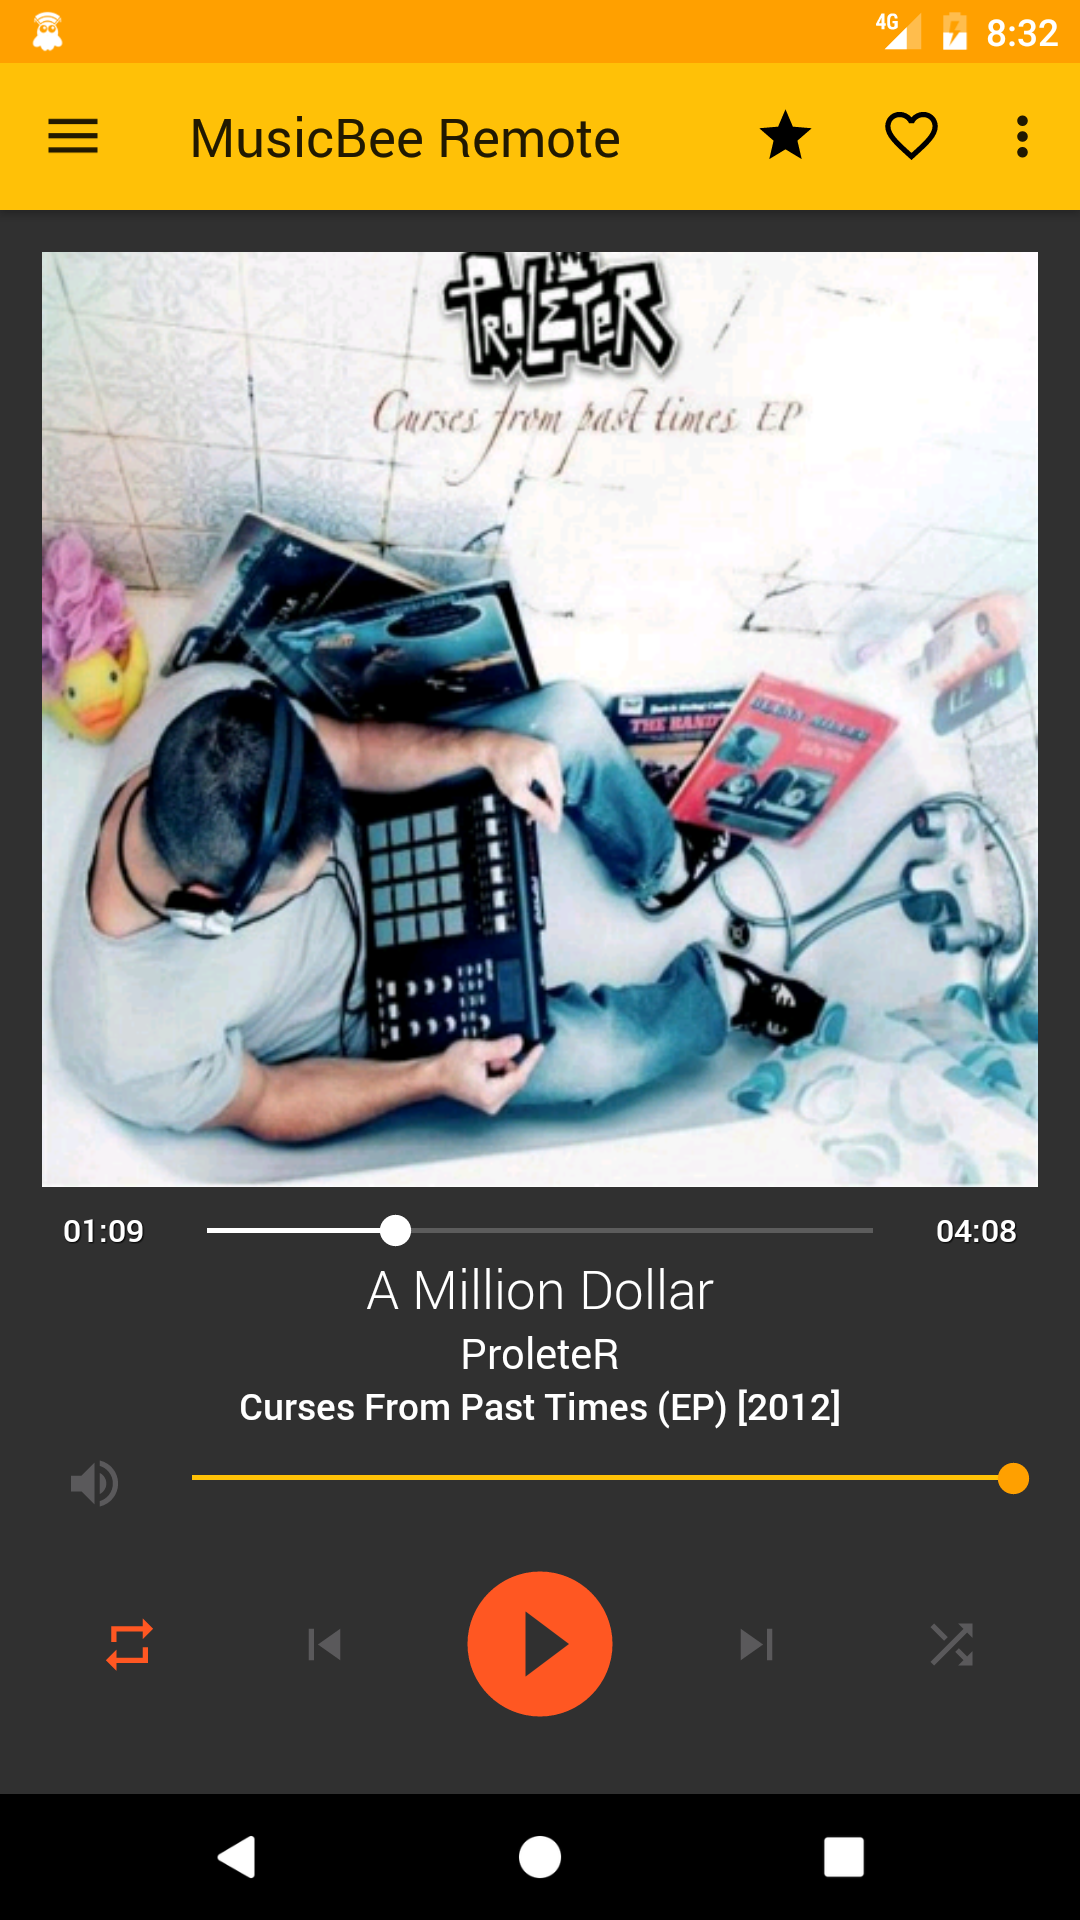 4G 8:32
MusicBee Remote
PROLETER
Curses from past times EP
THE BAND
01:09 04:08
A Million Dollar
ProleteR
Curses From Past Times (EP) [2012]